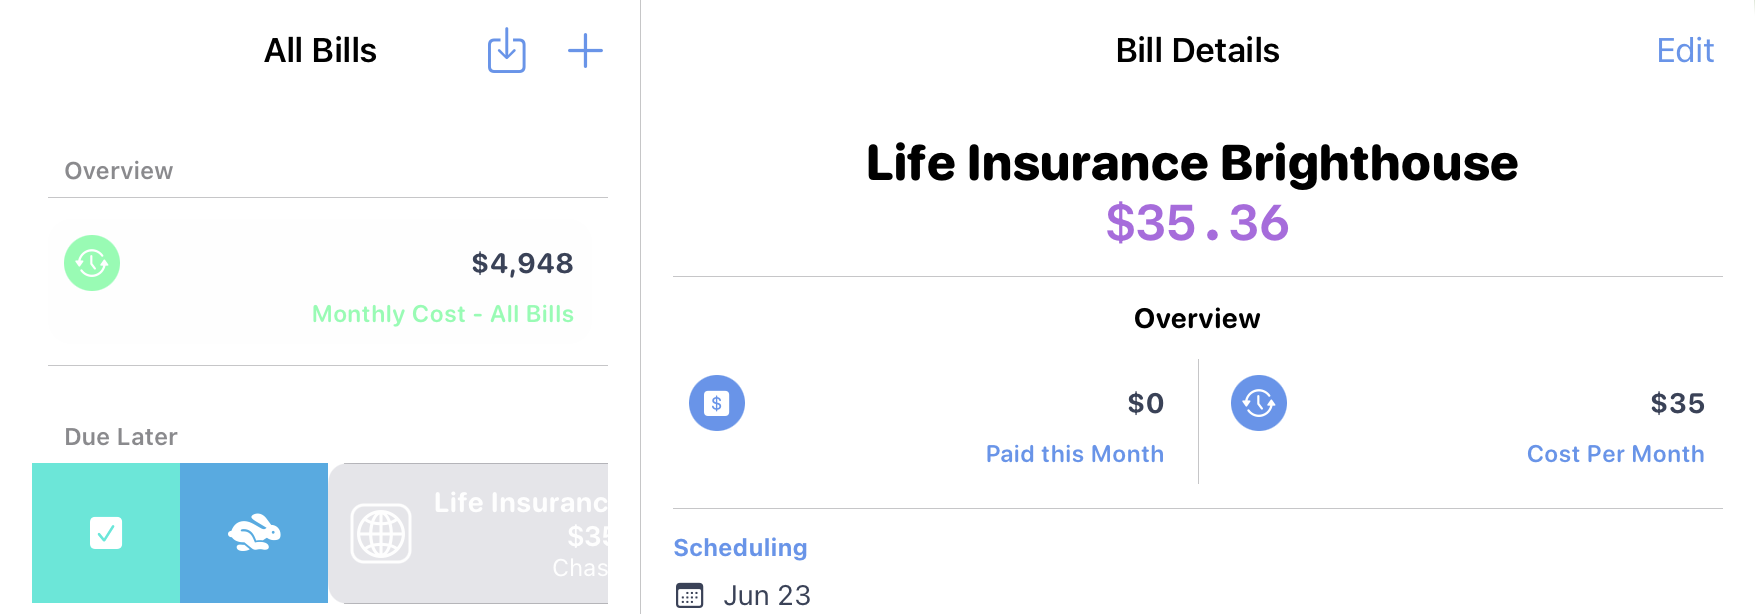 All Bills
Overview
$4,948
Monthly Cost - All Bills
Due Later
Life Insuranc
$35
Chas
Bill Details
Edit
Life Insurance Brighthouse
$35.36
Overview
$
$0
Paid this Month
$35
Cost Per Month
Scheduling
Jun 23